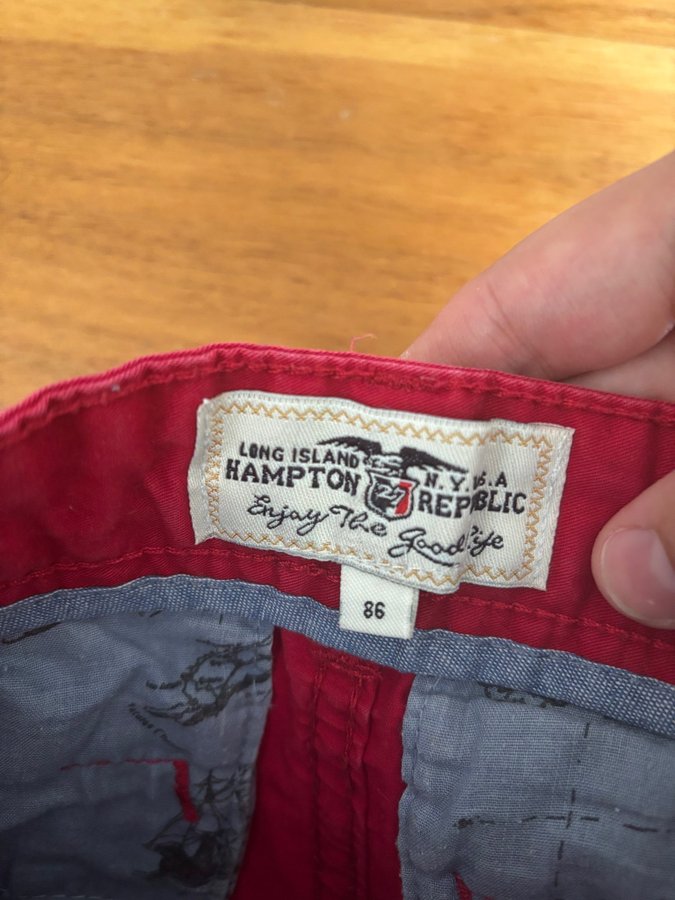 LONG ISLAND N.Y. U.S.A
HAMPTON 27 REPUBLIC
Enjoy The Good Life
86